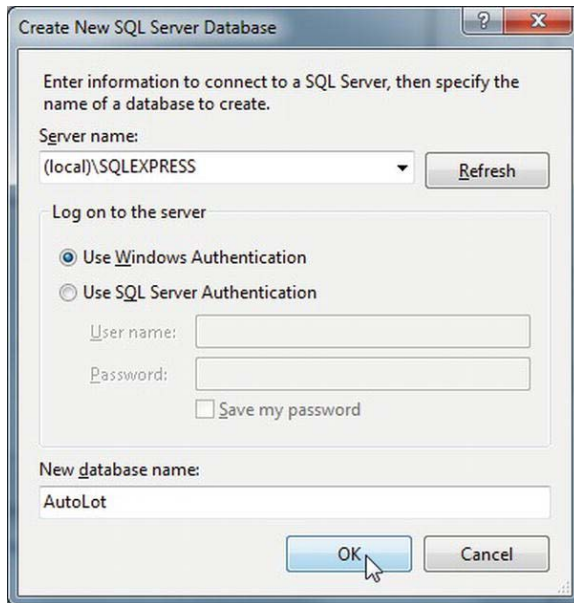 Create New SQL Server Database
?
Enter information to connect to a SQL Server, then specify the
name of a database to create.
Server name:
(local)\SQLEXPRESS
Refresh
Log on to the server
Use Windows Authentication
Use SQL Server Authentication
User name:
Password:
Save my password
New database name:
AutoLot
OK
Cancel